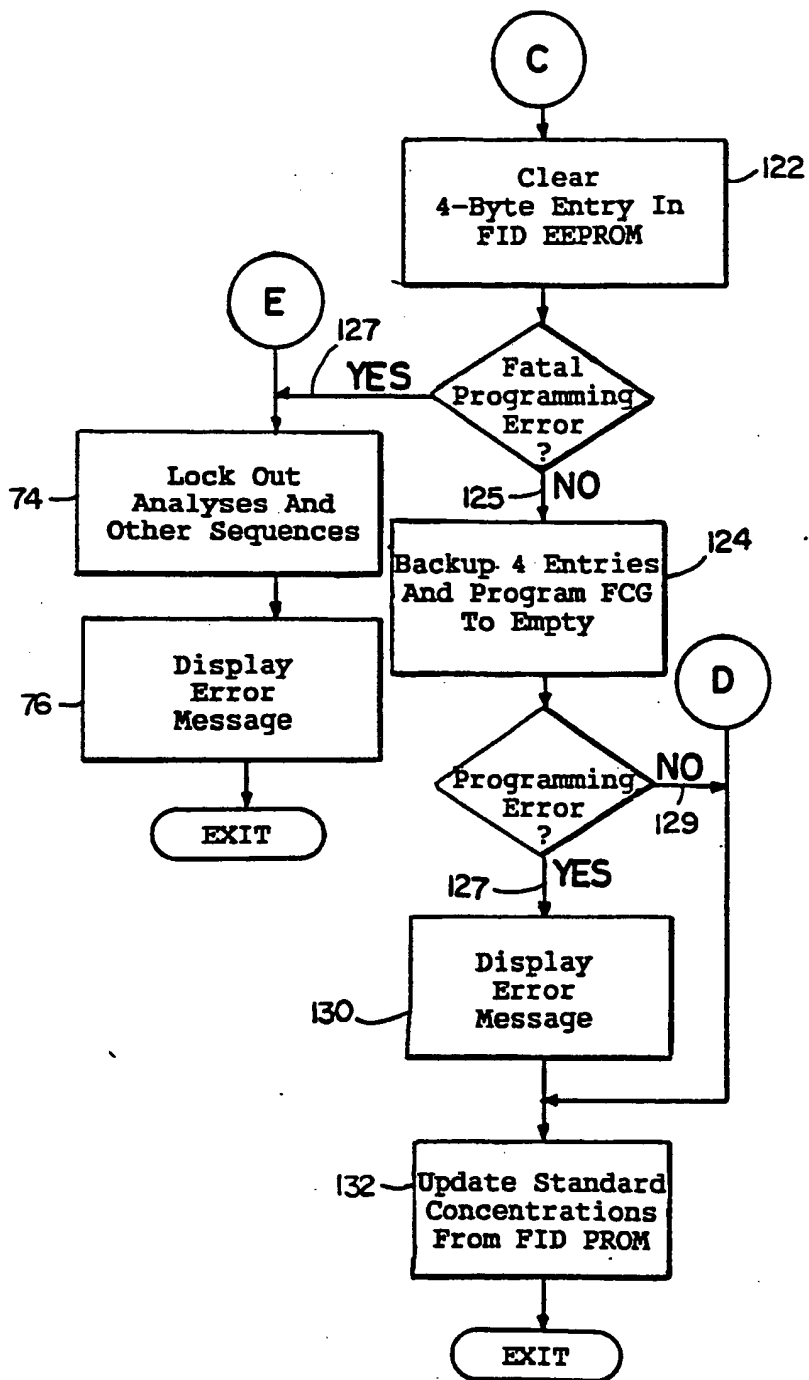 C
122
Clear
4-Byte Entry In
FID EEPROM
E
127
YES
Fatal
Programming
Error
?
125
NO
74
Lock Out
Analyses And
Other Sequences
124
Backup 4 Entries
And Program FCG
To Empty
D
76
Display
Error
Message
EXIT
Programming
Error
?
NO
129
127
YES
130
Display
Error
Message
132
Update Standard
Concentrations
From FID PROM
EXIT